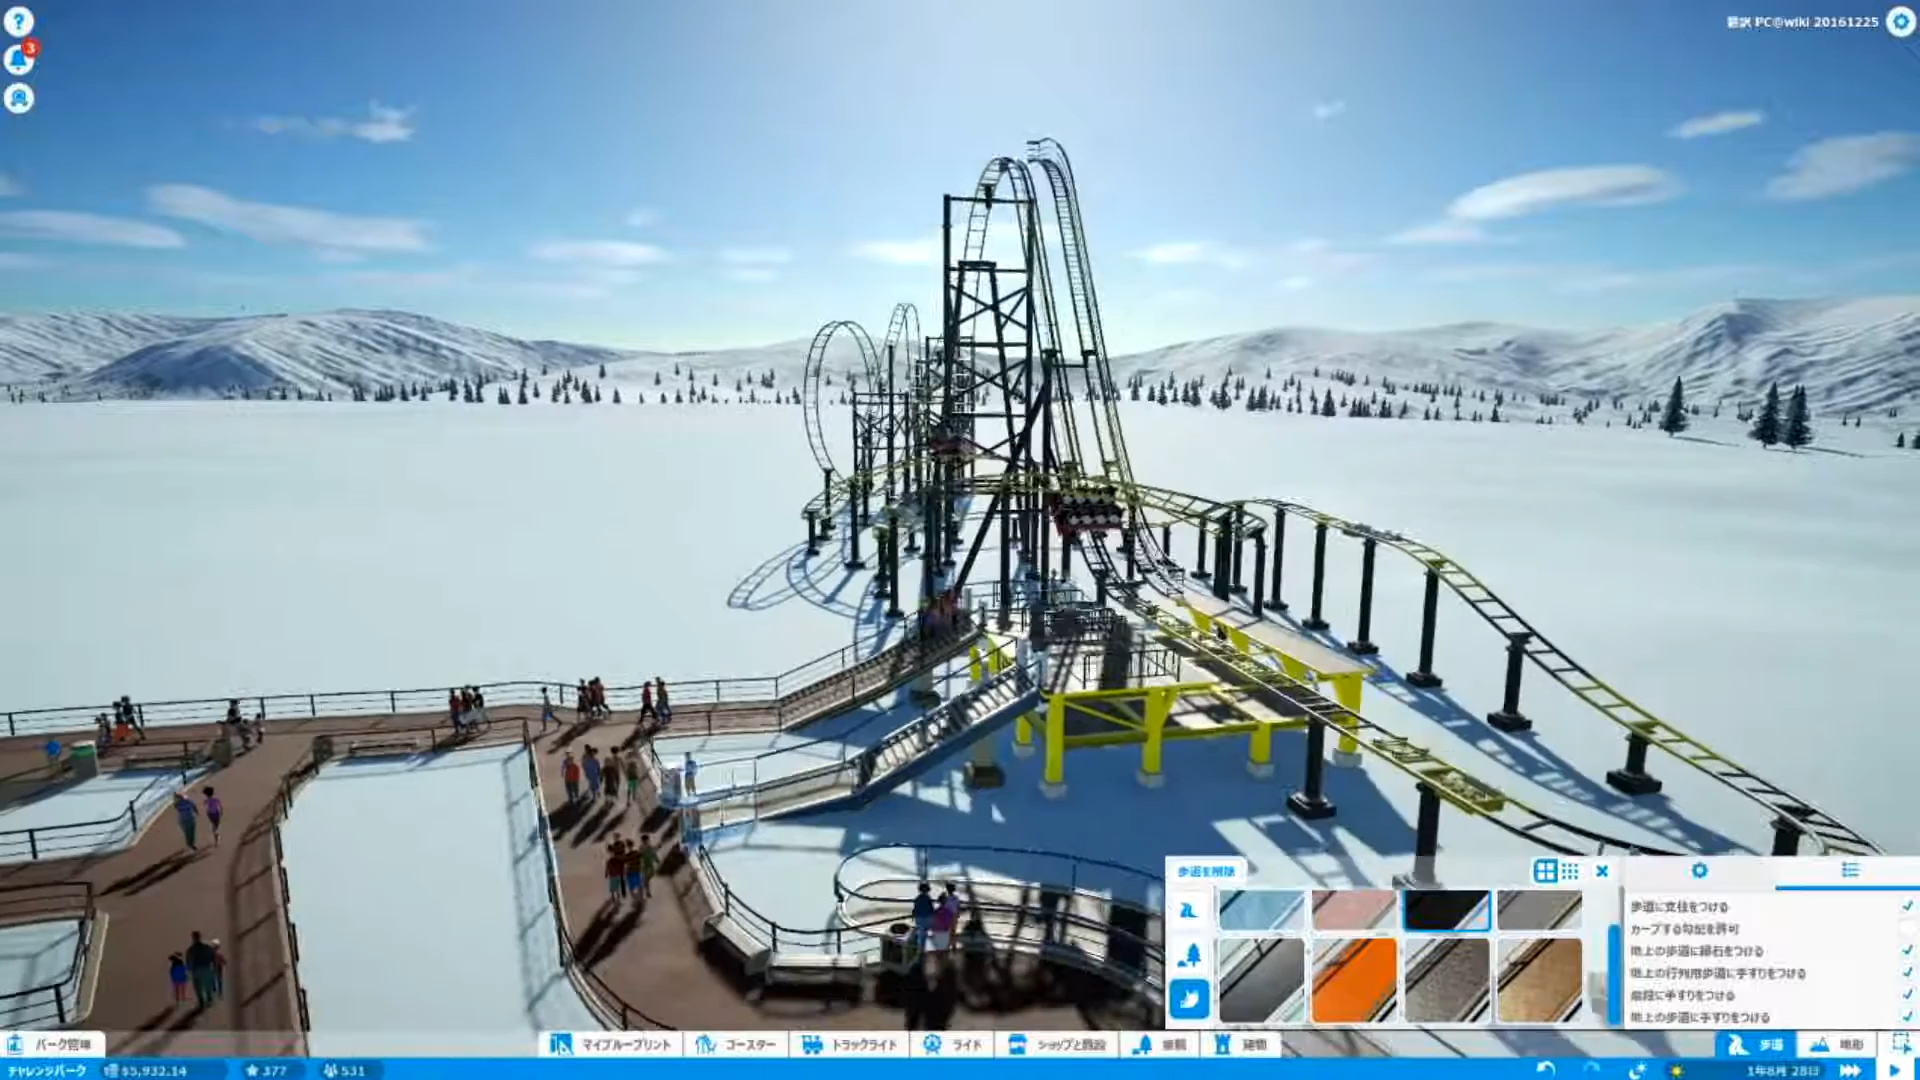 3
翻訳 PC@wiki 20161225
歩道を削除
歩道に支柱をつける
カーブする勾配を許可
地上の歩道に縁石をつける
地上の行列用歩道に手すりをつける
階段に手すりをつける
地上の歩道に手すりをつける
パーク管理
マイブループリント
コースター
トラックライド
ライド
ショップと施設
建物
歩道
地形
チャレンジパーク
$5,932.14
377
531
1年8月 28日